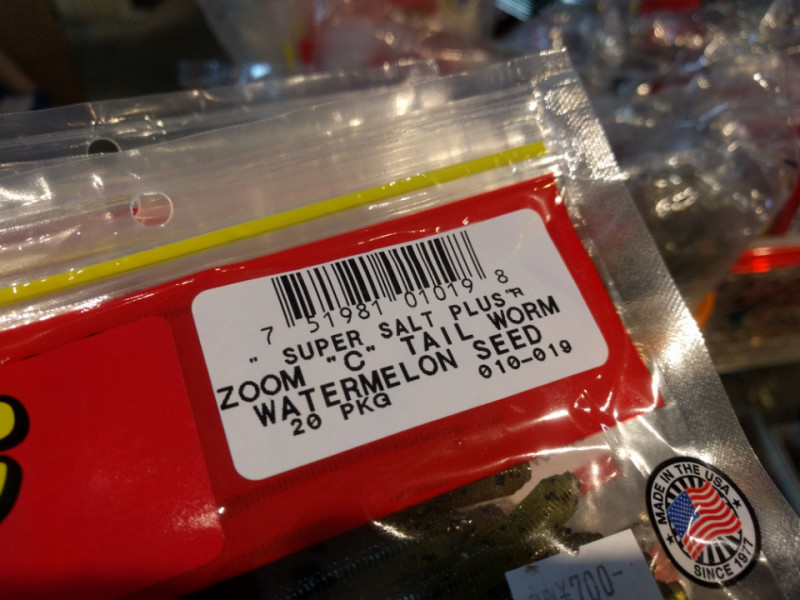 7 51981 01019 8
" SUPER SALT PLUS"R
ZOOM "C" TAIL WORM
WATERMELON SEED
20 PKG 010-019
MADE IN THE USA
SINCE 1977
¥700-